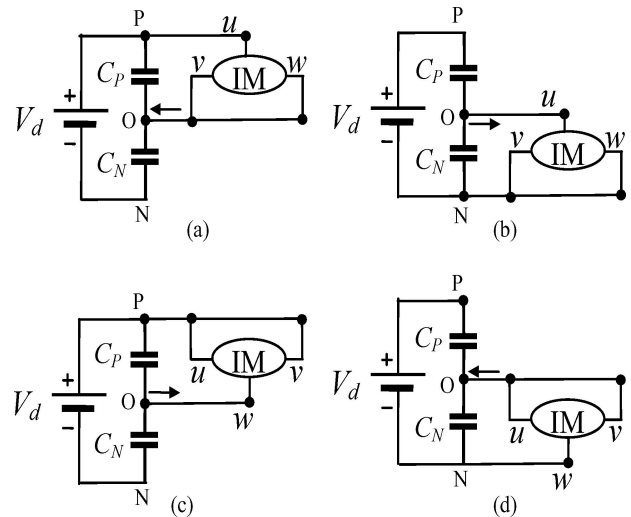 P
u
C_P
v
IM
w
+
V_d
O
−
C_N
N
(a)
P
C_P
u
+
V_d
O
−
v
IM
w
C_N
N
(b)
P
C_P
IM
u
v
+
V_d
O
w
−
C_N
N
(c)
P
C_P
+
V_d
O
−
C_N
u
IM
v
N
w
(d)